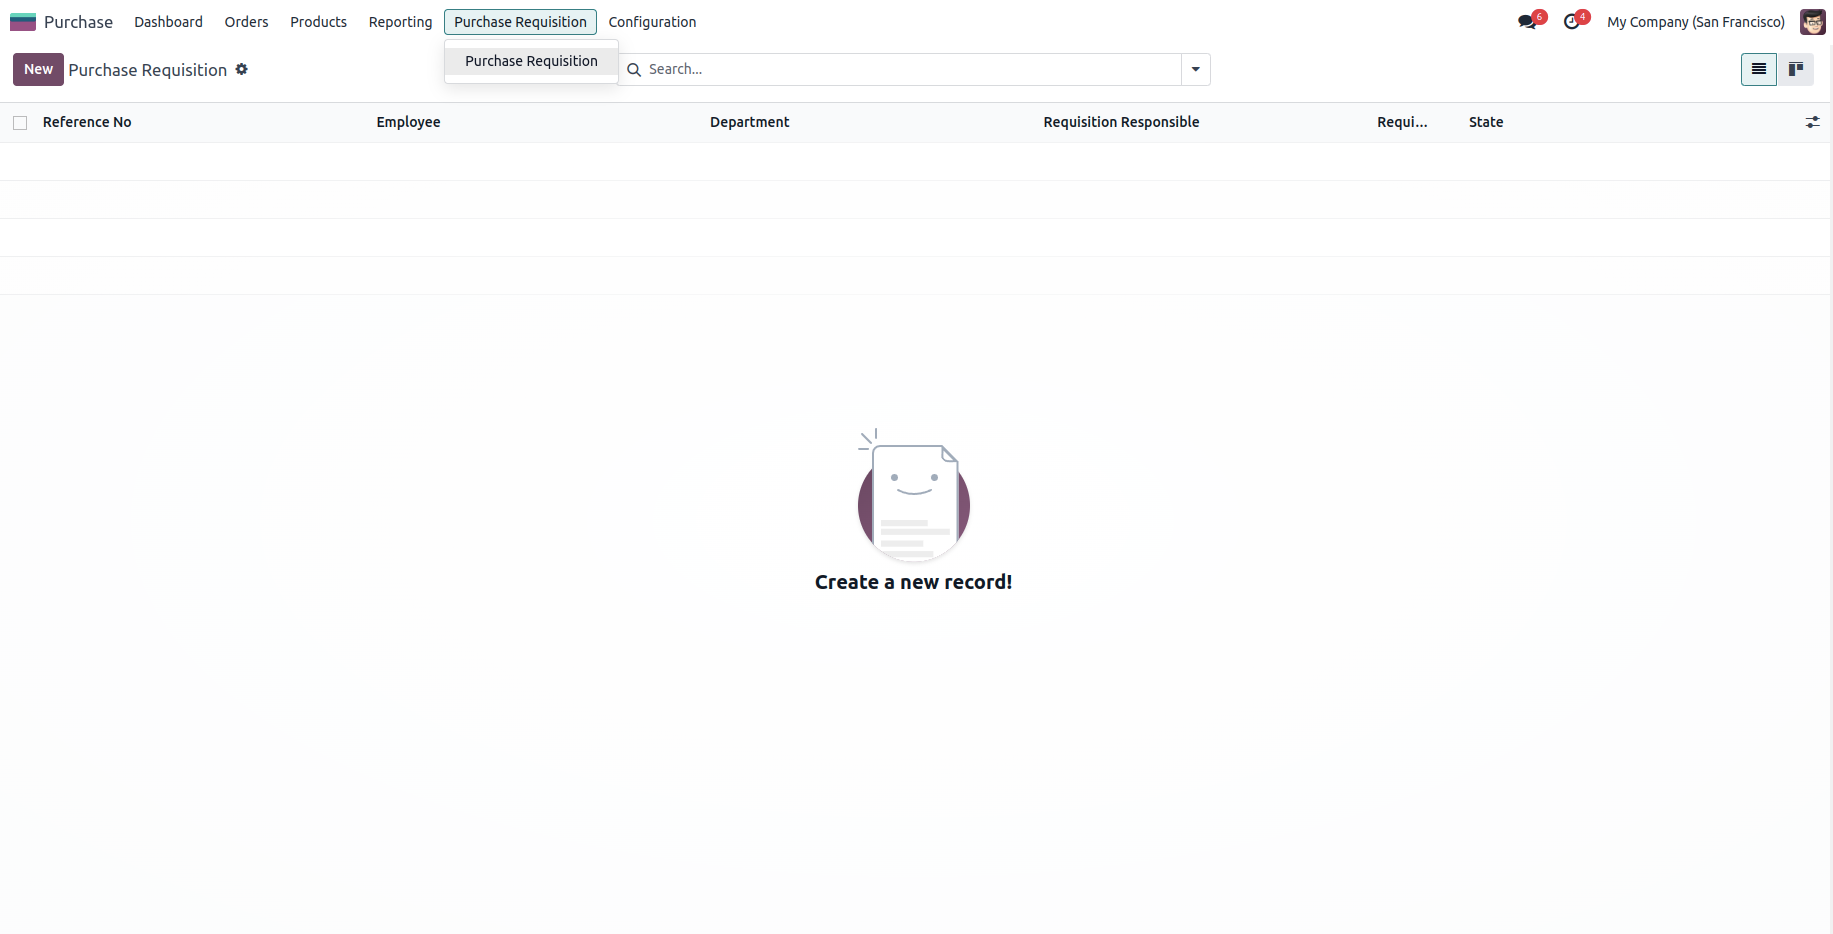 Purchase Dashboard Orders Products Reporting Purchase Requisition Configuration 6 4 My Company (San Francisco)
Purchase Requisition
New Purchase Requisition Search...
Reference No Employee Department Requisition Responsible Requi... State
Create a new record!